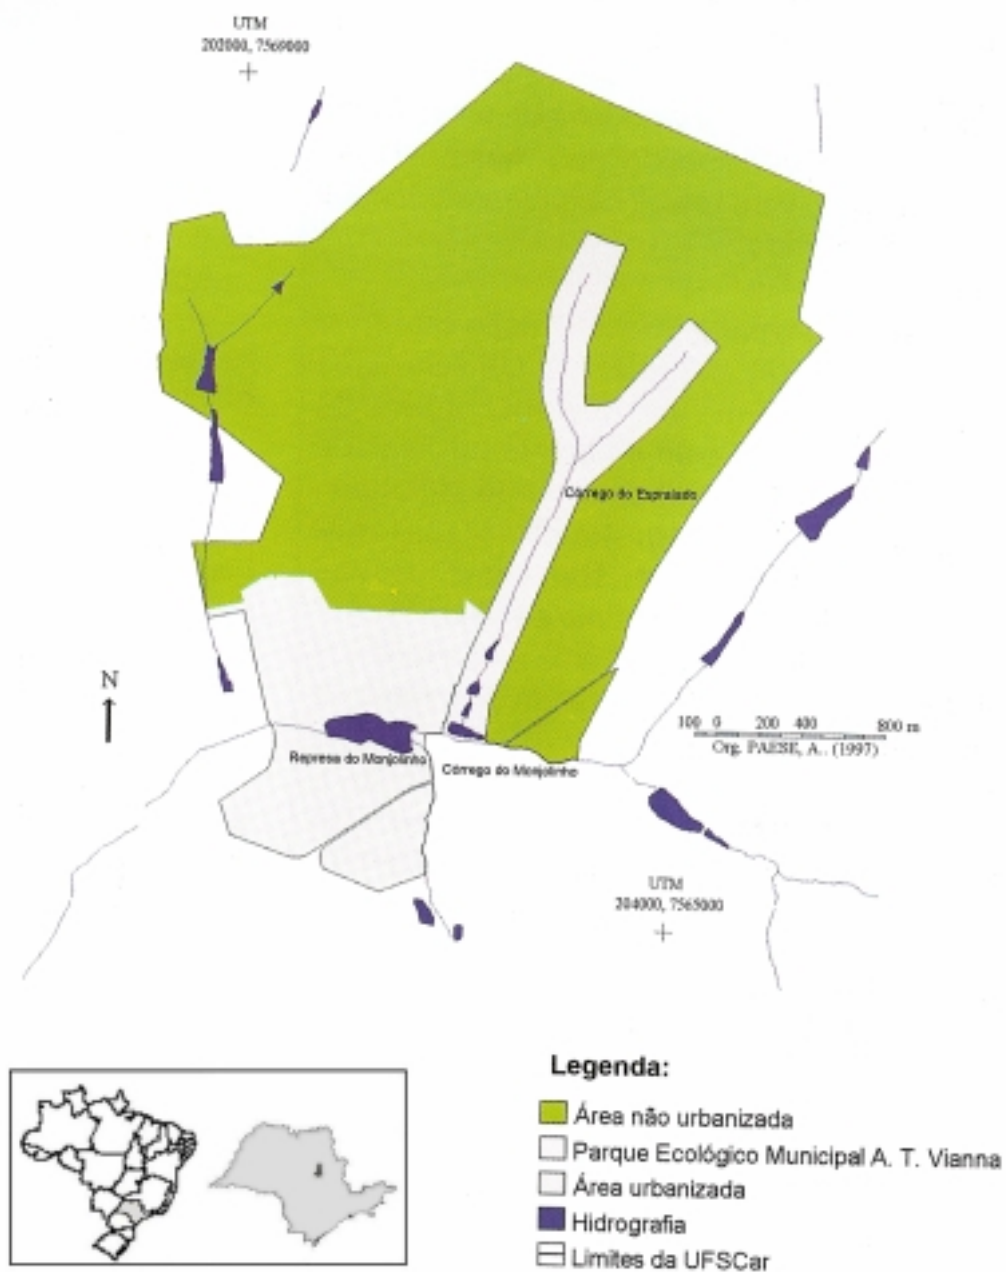 UTM
202000, 7569000
Córrego do Espraiado
N
100 0 200 400 800 m
Org. PAESE, A.. (1997)
Represa do Monjolinho
Córrego do Monjolinho
UTM
204000, 7565000
Legenda:
Área não urbanizada
Parque Ecológico Municipal A. T. Vianna
Área urbanizada
Hidrografia
Limites da UFSCar